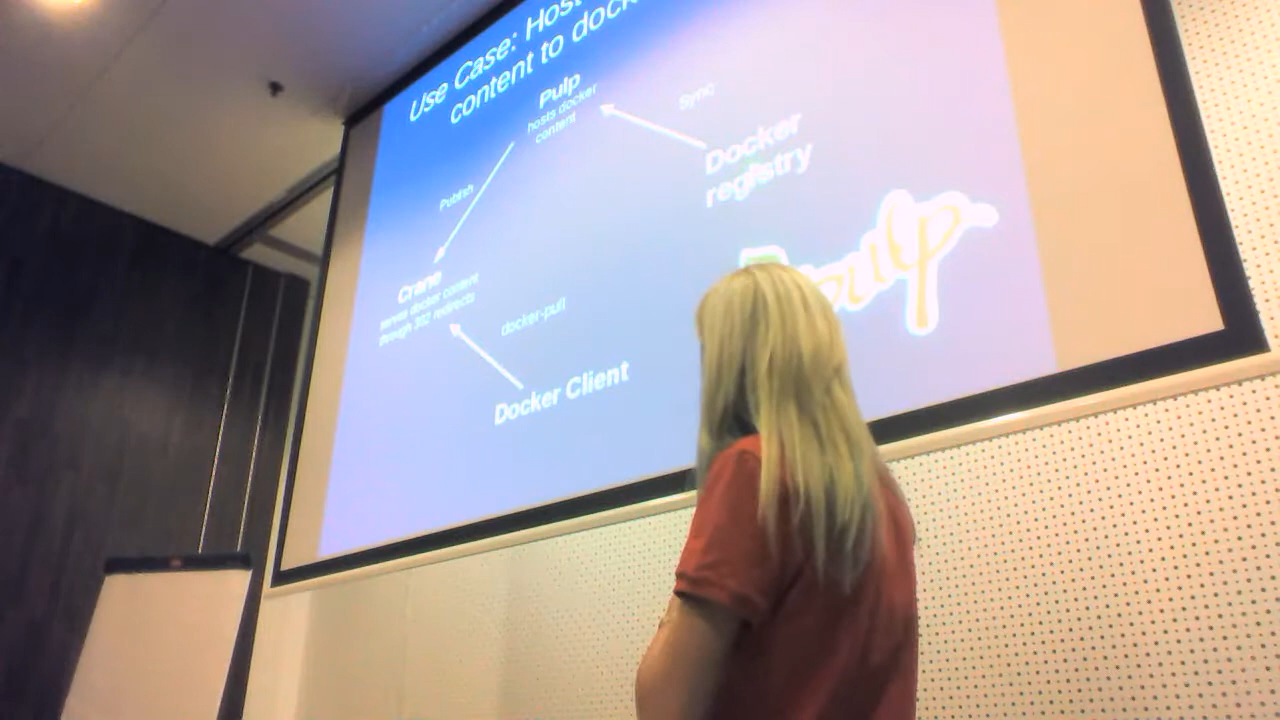 Use Case: Host
content to dock
Pulp
hosts docker
content
Sync
Docker
registry
Publish
Crane
serves docker content
through 302 redirects
docker-pull
Docker Client
pulp